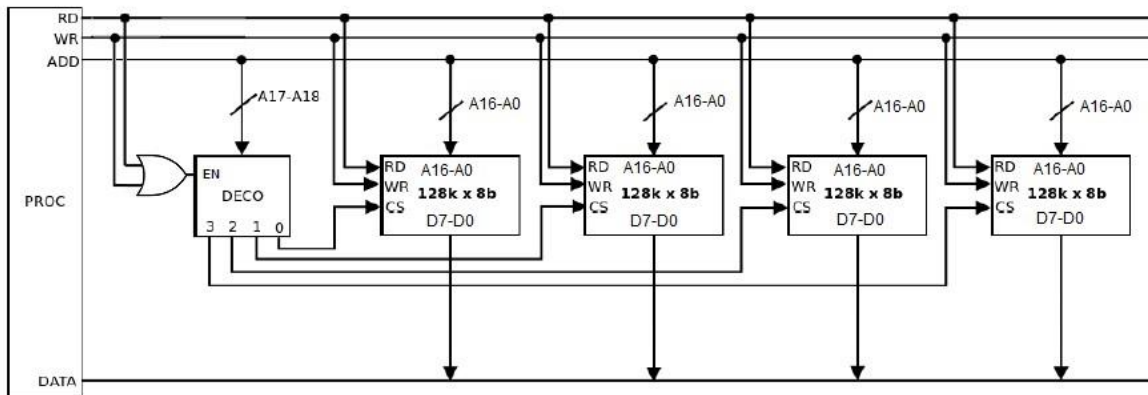 RD
WR
ADD
A17-A18
A16-A0
A16-A0
A16-A0
A16-A0
PROC
EN
DECO
3 2 1 0
RD
WR
CS
A16-A0
128k x 8b
D7-D0
RD
WR
CS
A16-A0
128k x 8b
D7-D0
RD
WR
CS
A16-A0
128k x 8b
D7-D0
RD
WR
CS
A16-A0
128k x 8b
D7-D0
DATA